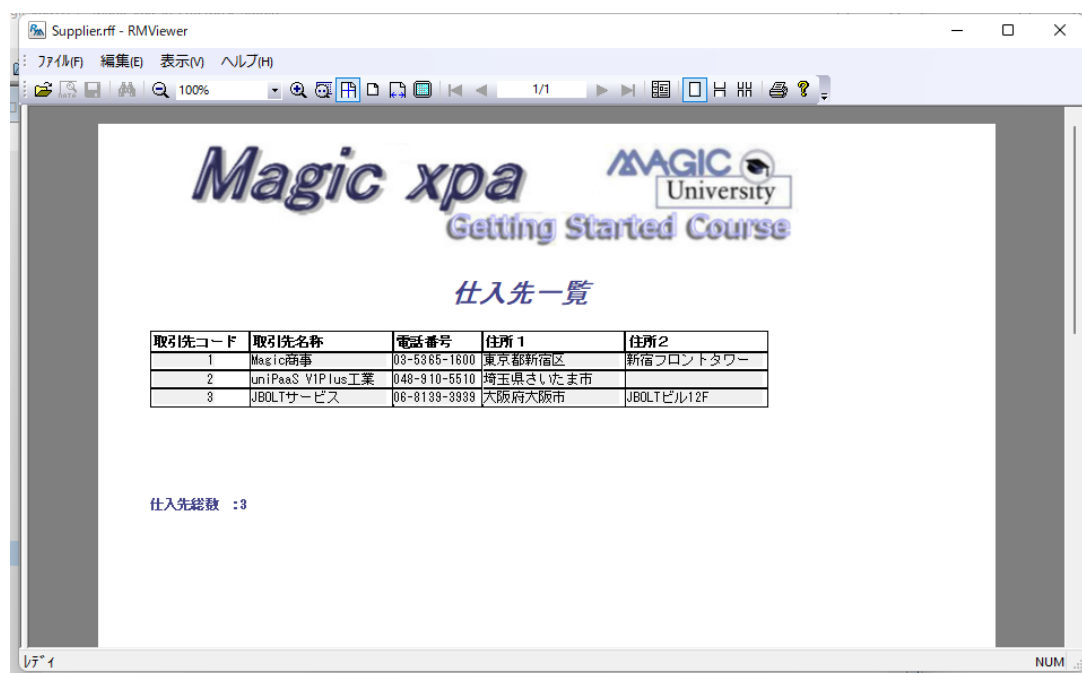 Supplier.rff - RMViewer
ﾌｧｲﾙ(F) 編集(E) 表示(V) ヘルプ(H)
100% 1/1
Magic xpa MAGIC University
Getting Started Course
仕入先一覧
取引先コード 取引先名称 電話番号 住所1 住所2
1 Magic商事 03-5365-1600 東京都新宿区 新宿フロントタワー
2 uniPaaS V1Plus工業 048-910-5510 埼玉県さいたま市
3 JBOLTサービス 06-8139-3939 大阪府大阪市 JBOLTビル12F
仕入先総数 :3
ﾚﾃﾞｨ NUM